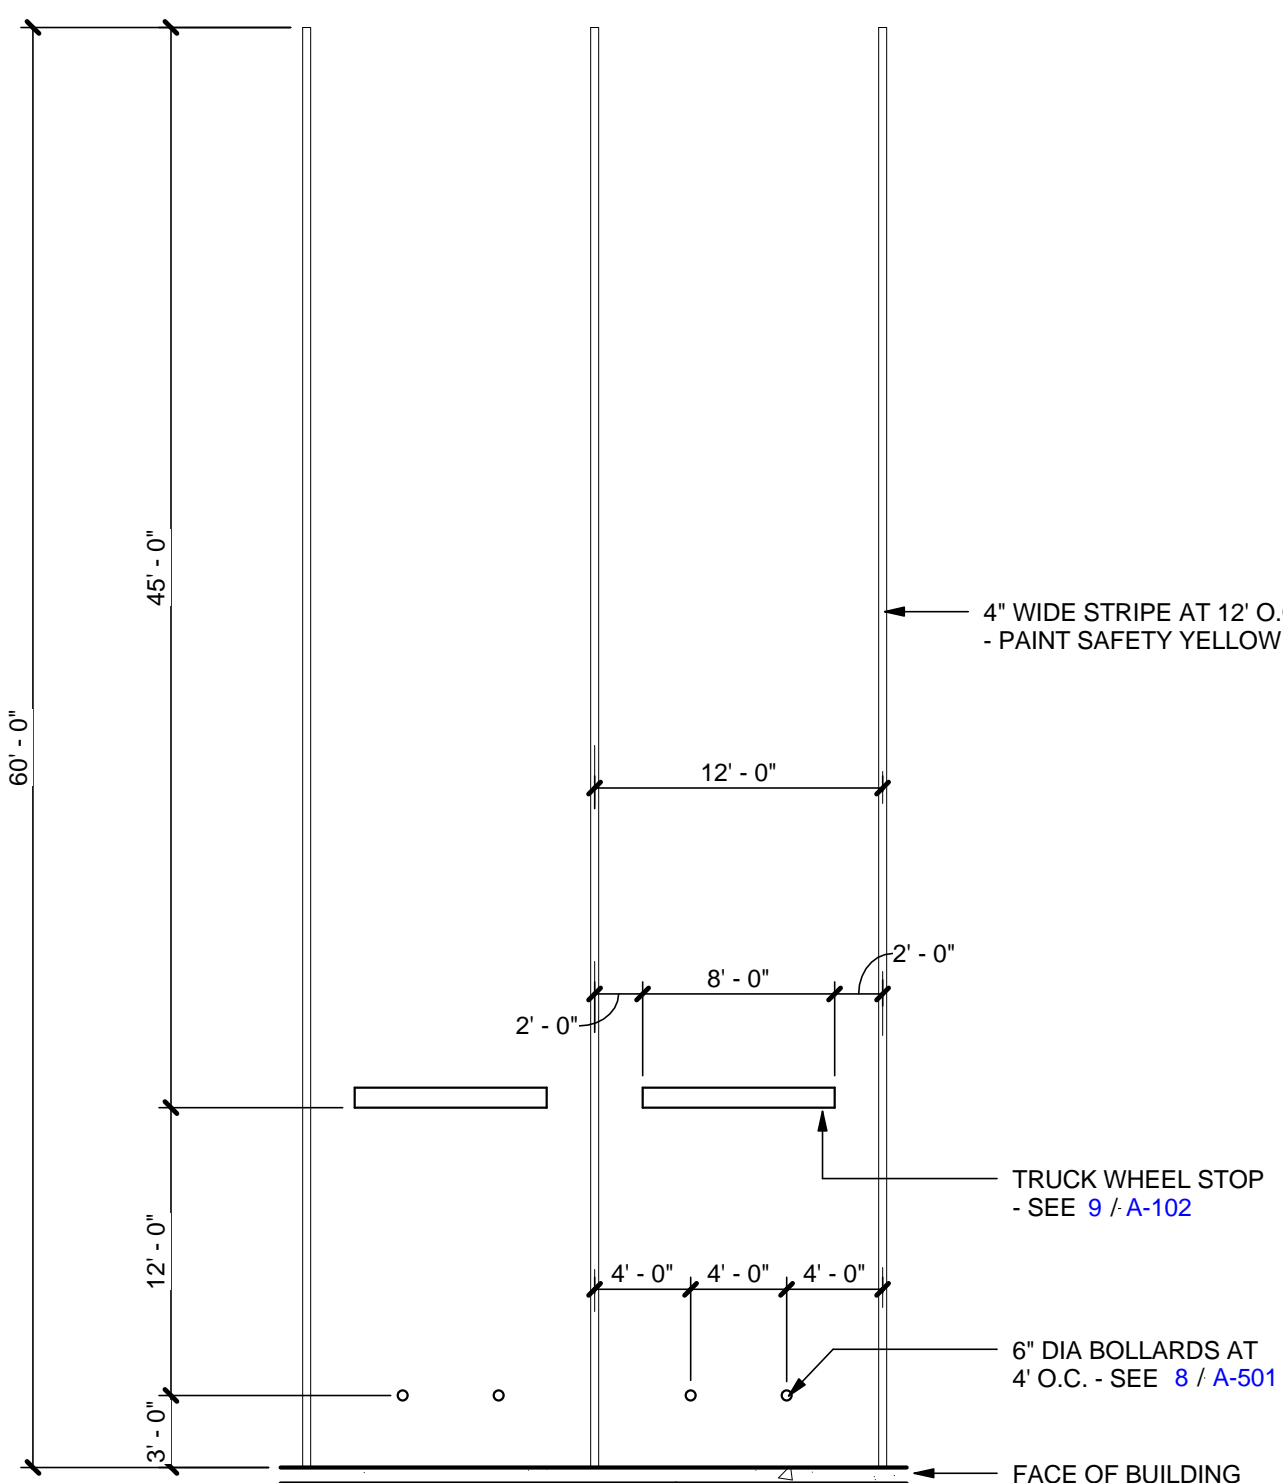 45' - 0"
4" WIDE STRIPE AT 12' O.
- PAINT SAFETY YELLOW
60' - 0"
12' - 0"
2' - 0"
8' - 0"
2' - 0"
TRUCK WHEEL STOP
- SEE 9 / A-102
12' - 0"
4' - 0" 4' - 0" 4' - 0"
6" DIA BOLLARDS AT
4' O.C. - SEE 8 / A-501
3' - 0"
FACE OF BUILDING